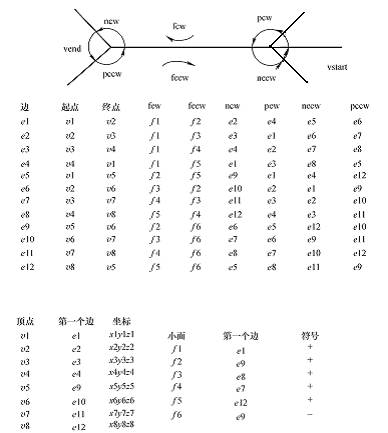 ncw fcw pcw
vend
pccw fccw nccw vstart
边 起点 终点 fcw fccw ncw pcw nccw pccw
e1 v1 v2 f1 f2 e2 e4 e5 e6
e2 v2 v3 f1 f3 e3 e1 e6 e7
e3 v3 v4 f1 f4 e4 e2 e7 e8
e4 v4 v1 f1 f5 e1 e3 e8 e5
e5 v1 v5 f2 f5 e9 e1 e4 e12
e6 v2 v6 f3 f2 e10 e2 e1 e9
e7 v3 v7 f4 f3 e11 e3 e2 e10
e8 v4 v8 f5 f4 e12 e4 e3 e11
e9 v5 v6 f2 f6 e6 e5 e12 e10
e10 v6 v7 f3 f6 e7 e6 e9 e11
e11 v7 v8 f4 f6 e8 e7 e10 e12
e12 v8 v5 f5 f6 e5 e8 e11 e9
顶点 第一个边 坐标
v1 e1 x1y1z1 小面 第一个边 符号
v2 e2 x2y2z2 f1 e1 +
v3 e3 x3y3z3 f2 e9 +
v4 e4 x4y4z4 f3 e8 +
v5 e9 x5y5z5 f4 e7 +
v6 e10 x6y6z6 f5 e12 +
v7 e11 x7y7z7 f6 e9 −
v8 e12 x8y8z8